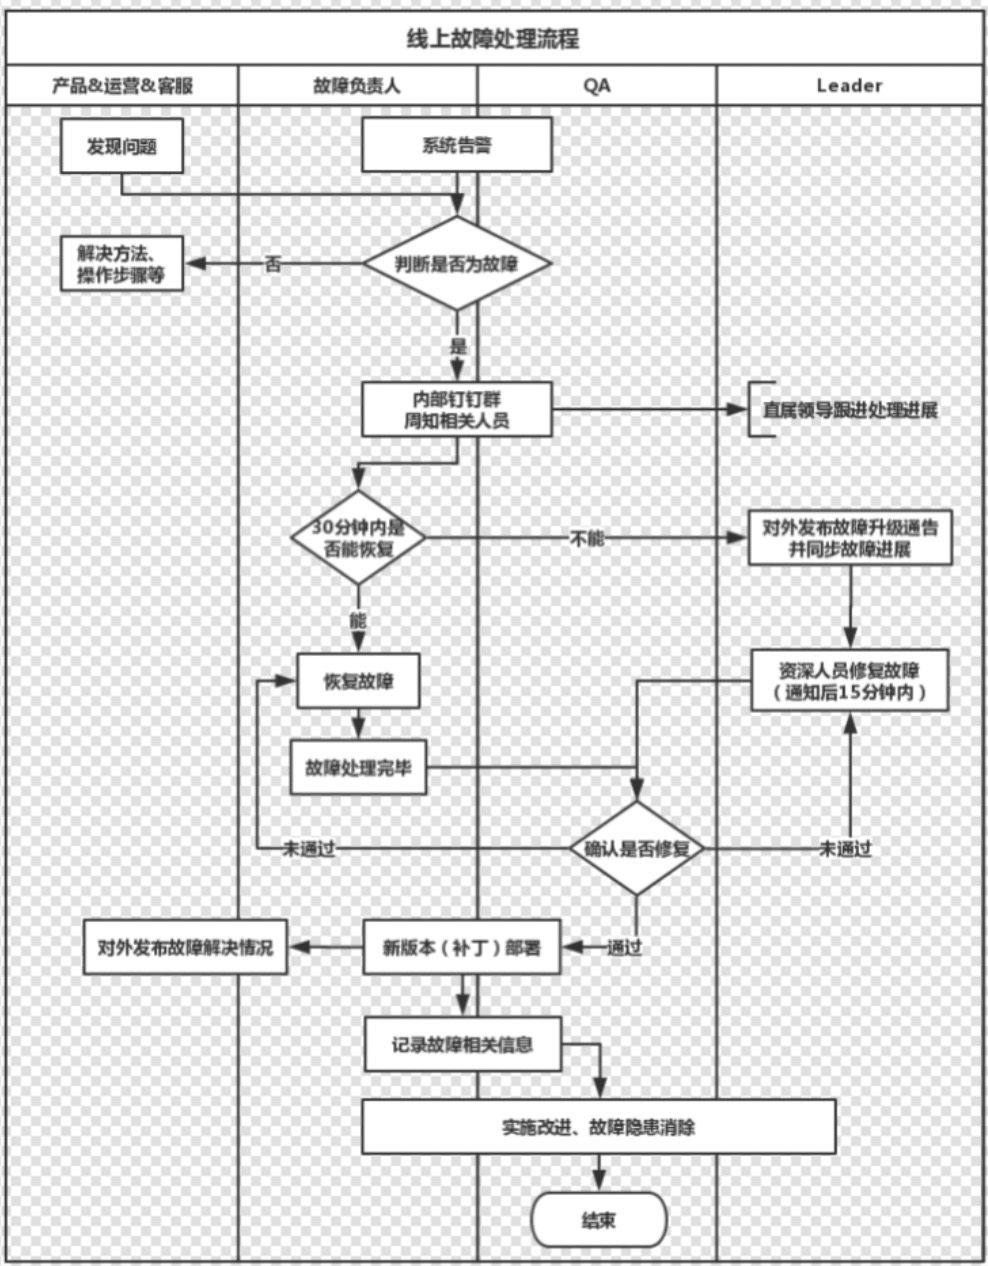 线上故障处理流程
产品&运营&客服
故障负责人
QA
Leader
发现问题
系统告警
解决方法、
操作步骤等
否
判断是否为故障
是
内部钉钉群
周知相关人员
直属领导跟进处理进展
30分钟内是
否能恢复
不能
对外发布故障升级通告
并同步故障进展
能
恢复故障
资深人员修复故障
（通知后15分钟内）
故障处理完毕
未通过
确认是否修复
未通过
对外发布故障解决情况
新版本（补丁）部署
通过
记录故障相关信息
实施改进、故障隐患消除
结束